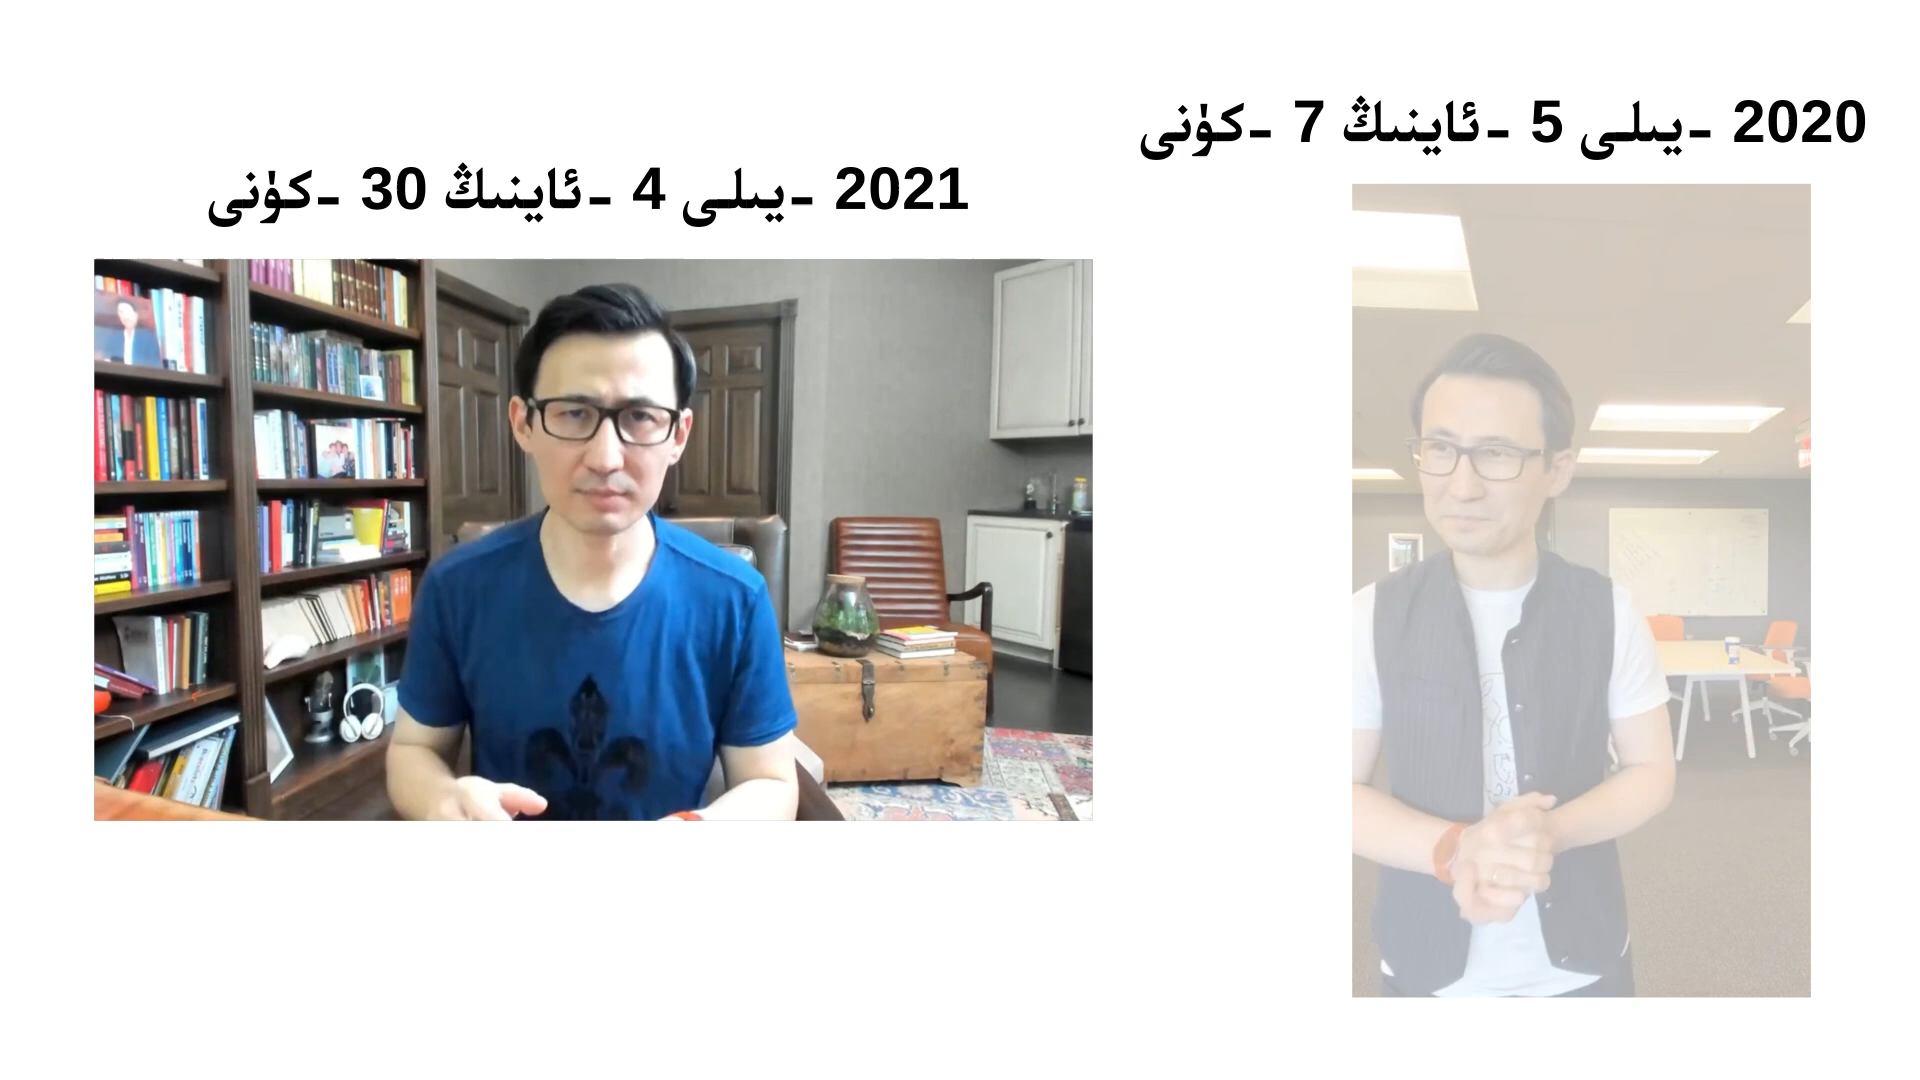 2020 -يىلى 5 -ئاينىڭ 7 -كۈنى
2021 -يىلى 4 -ئاينىڭ 30 -كۈنى